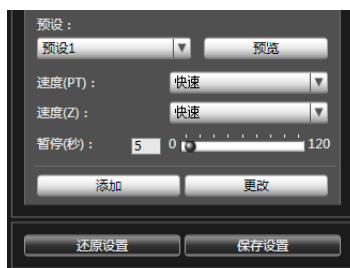 预设：
预设1 预览
速度(PT)： 快速
速度(Z)： 快速
暂停(秒)： 5 0 120
添加 更改
还原设置 保存设置